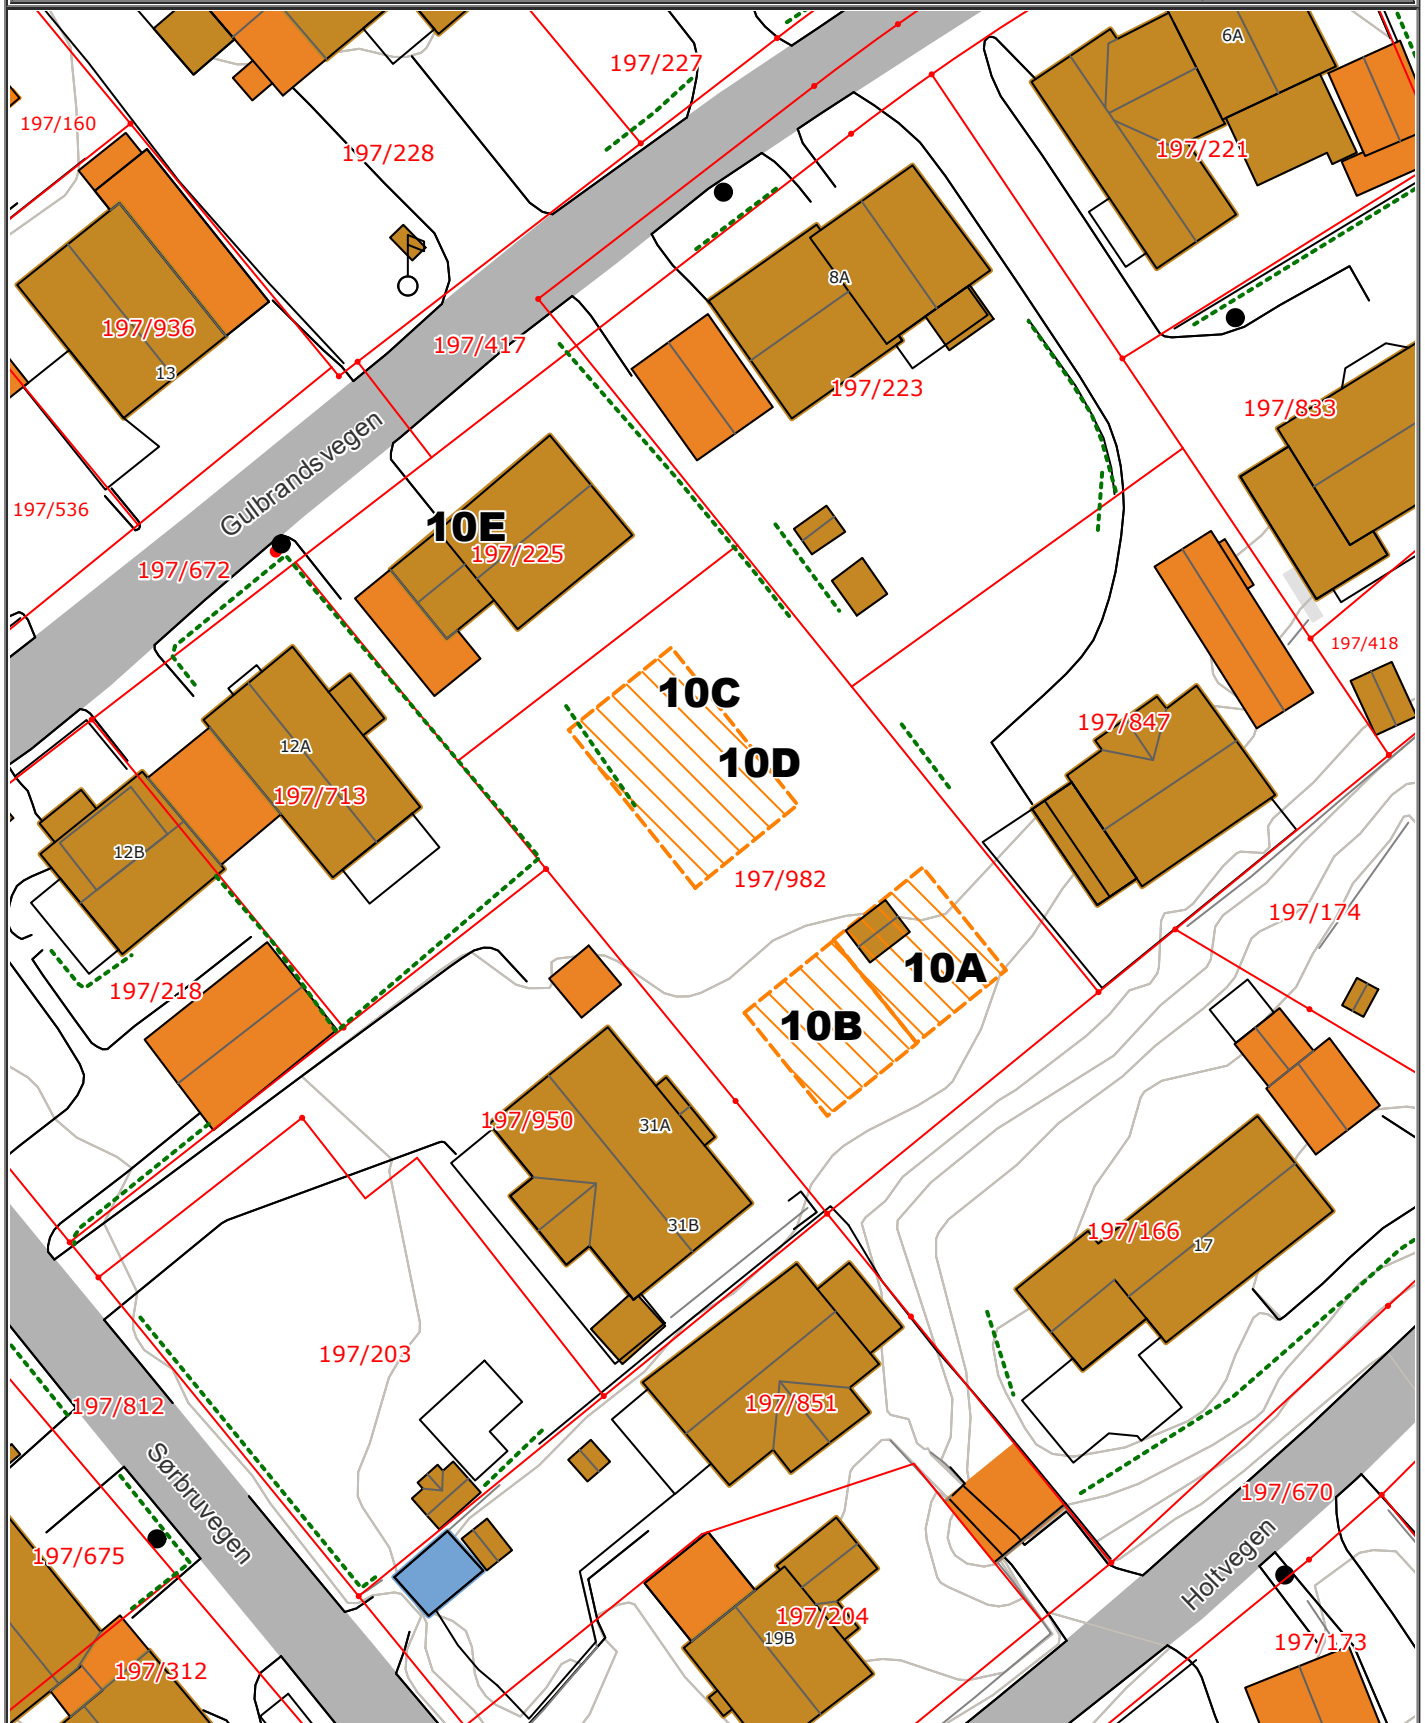 6A
197/227
197/160
197/228
197/221
8A
197/936
197/417
13
197/223
197/833
Gulbrandsvegen
197/536
10E
197/225
197/672
197/418
10C
197/847
12A
10D
197/713
12B
197/982
197/174
10A
197/218
10B
197/950
31A
31B
197/166
17
197/203
197/812
197/851
Sørbruvegen
197/670
197/675
Holtvegen
197/204
19B
197/173
197/312